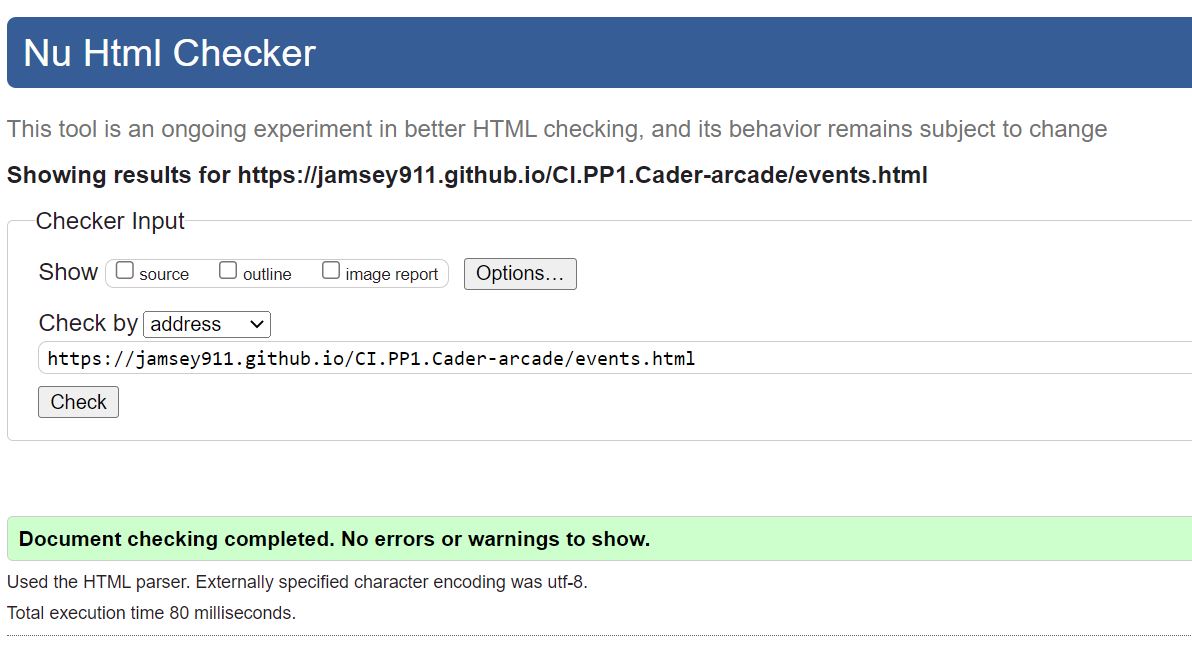 Nu Html Checker
This tool is an ongoing experiment in better HTML checking, and its behavior remains subject to change
Showing results for https://jamsey911.github.io/CI.PP1.Cader-arcade/events.html
Checker Input
Show source outline image report Options...
Check by address
https://jamsey911.github.io/CI.PP1.Cader-arcade/events.html
Check
Document checking completed. No errors or warnings to show.
Used the HTML parser. Externally specified character encoding was utf-8.
Total execution time 80 milliseconds.